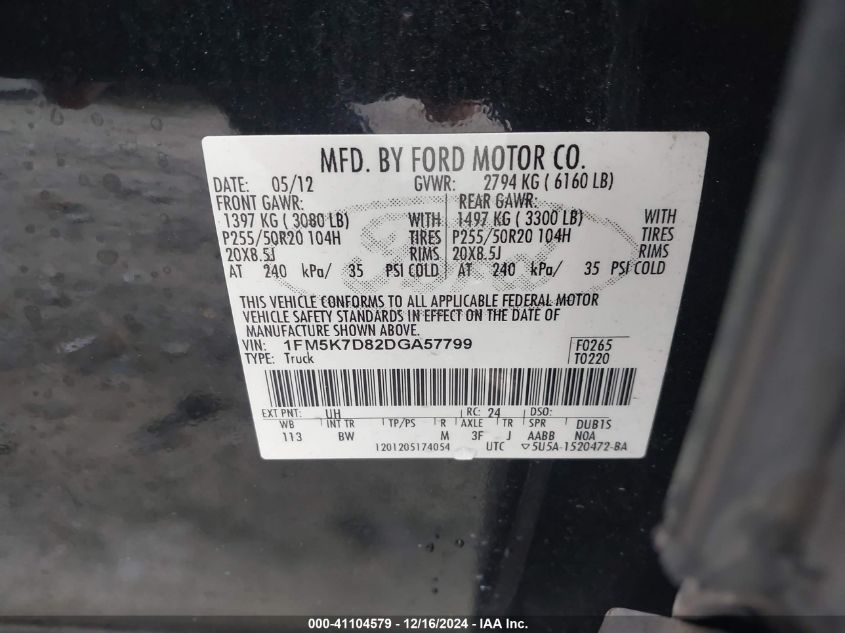 MFD. BY FORD MOTOR CO.
DATE: 05/12 GVWR: 2794 KG ( 6160 LB)
FRONT GAWR: REAR GAWR:
1397 KG ( 3080 LB) WITH 1497 KG ( 3300 LB) WITH
P255/50R20 104H TIRES P255/50R20 104H TIRES
20X8.5J RIMS 20X8.5J RIMS
AT 240 kPa/ 35 PSI COLD AT 240 kPa/ 35 PSI COLD
THIS VEHICLE CONFORMS TO ALL APPLICABLE FEDERAL MOTOR
VEHICLE SAFETY STANDARDS IN EFFECT ON THE DATE OF
MANUFACTURE SHOWN ABOVE.
VIN: 1FM5K7D82DGA57799 F0265
TYPE: Truck T0220
EXT PNT: UH RC: 24 DSO:
WB INT TR TP/PS R AXLE TR SPR DUB1S
113 BW M 3F J AABB NOA
1201205174054 UTC ▽5U5A-1520472-BA
000-41104579 - 12/16/2024 - IAA Inc.